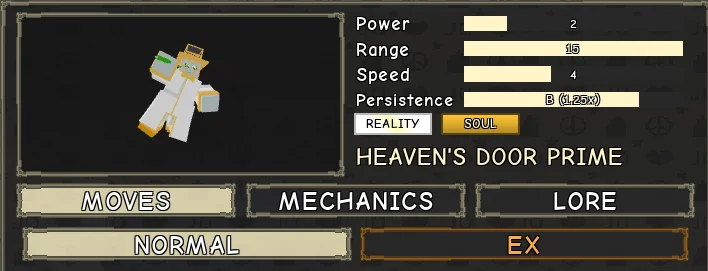 Power 2
Range 15
Speed 4
Persistence B (1.25x)
REALITY SOUL
HEAVEN'S DOOR PRIME
MOVES MECHANICS LORE
NORMAL EX